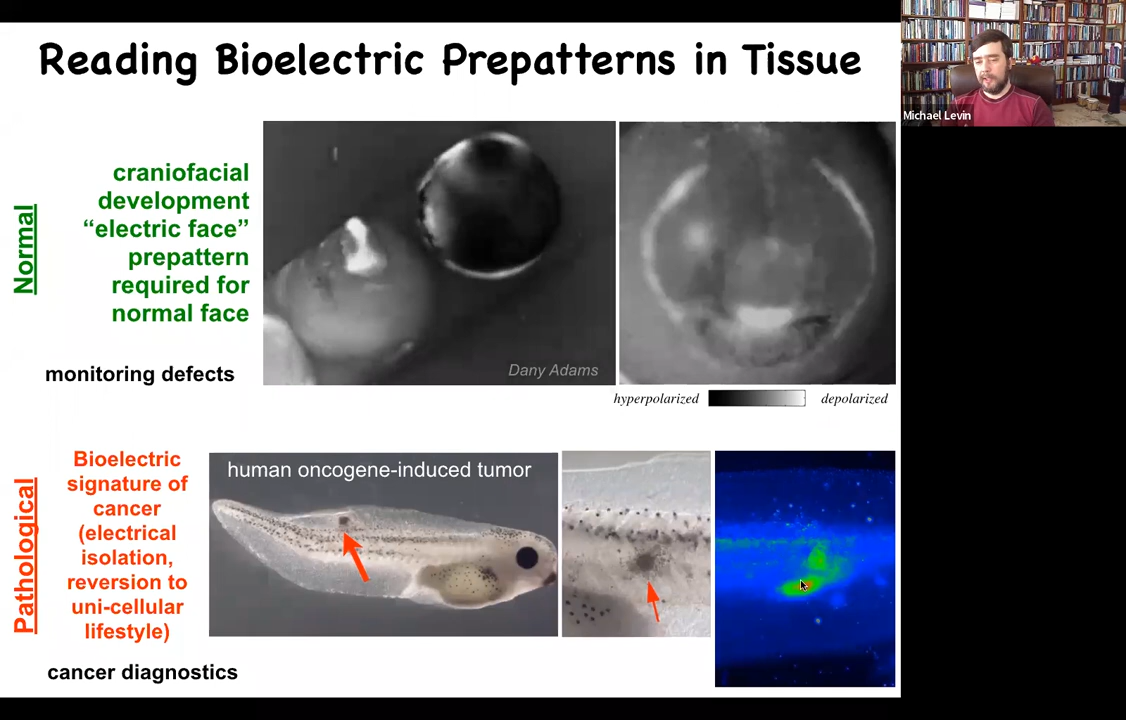 Reading Bioelectric Prepatterns in Tissue
Michael Levin
Normal
craniofacial
development
“electric face”
prepattern
required for
normal face
monitoring defects
Dany Adams
hyperpolarized
depolarized
Pathological
Bioelectric
signature of
cancer
(electrical
isolation,
reversion to
uni-cellular
lifestyle)
cancer diagnostics
human oncogene-induced tumor